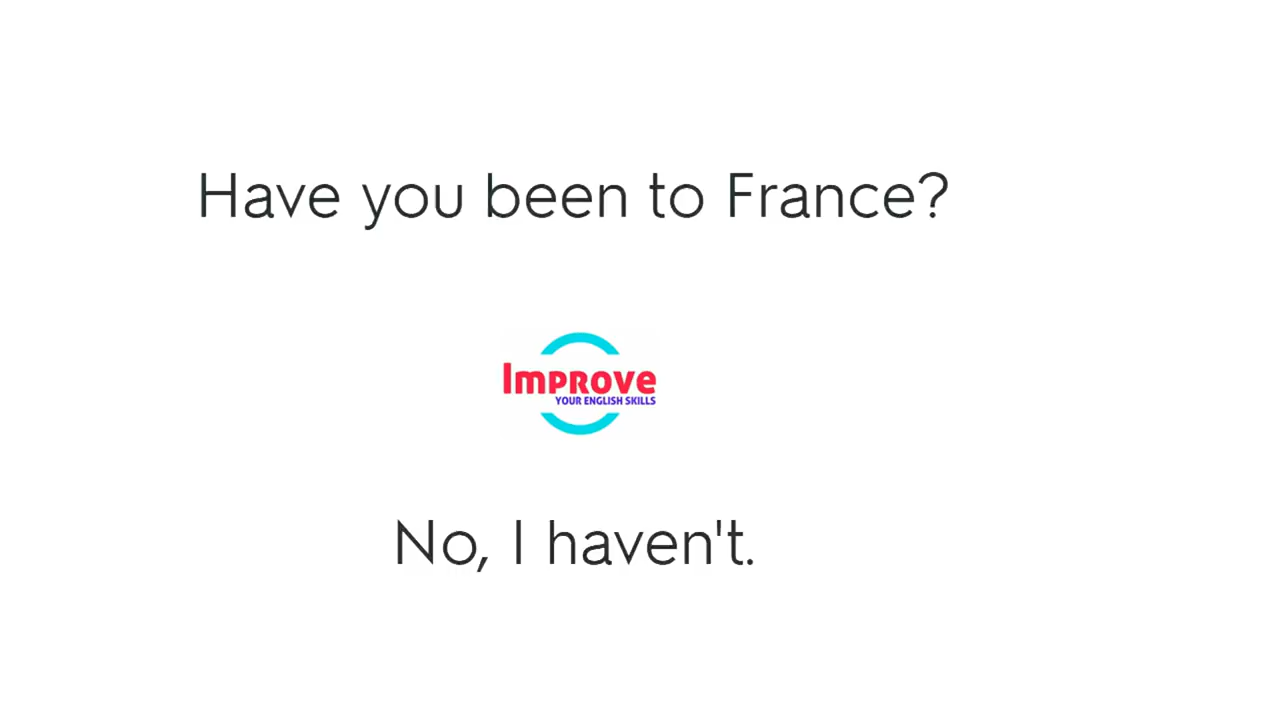 Have you been to France?
Improve
YOUR ENGLISH SKILLS
No, I haven't.